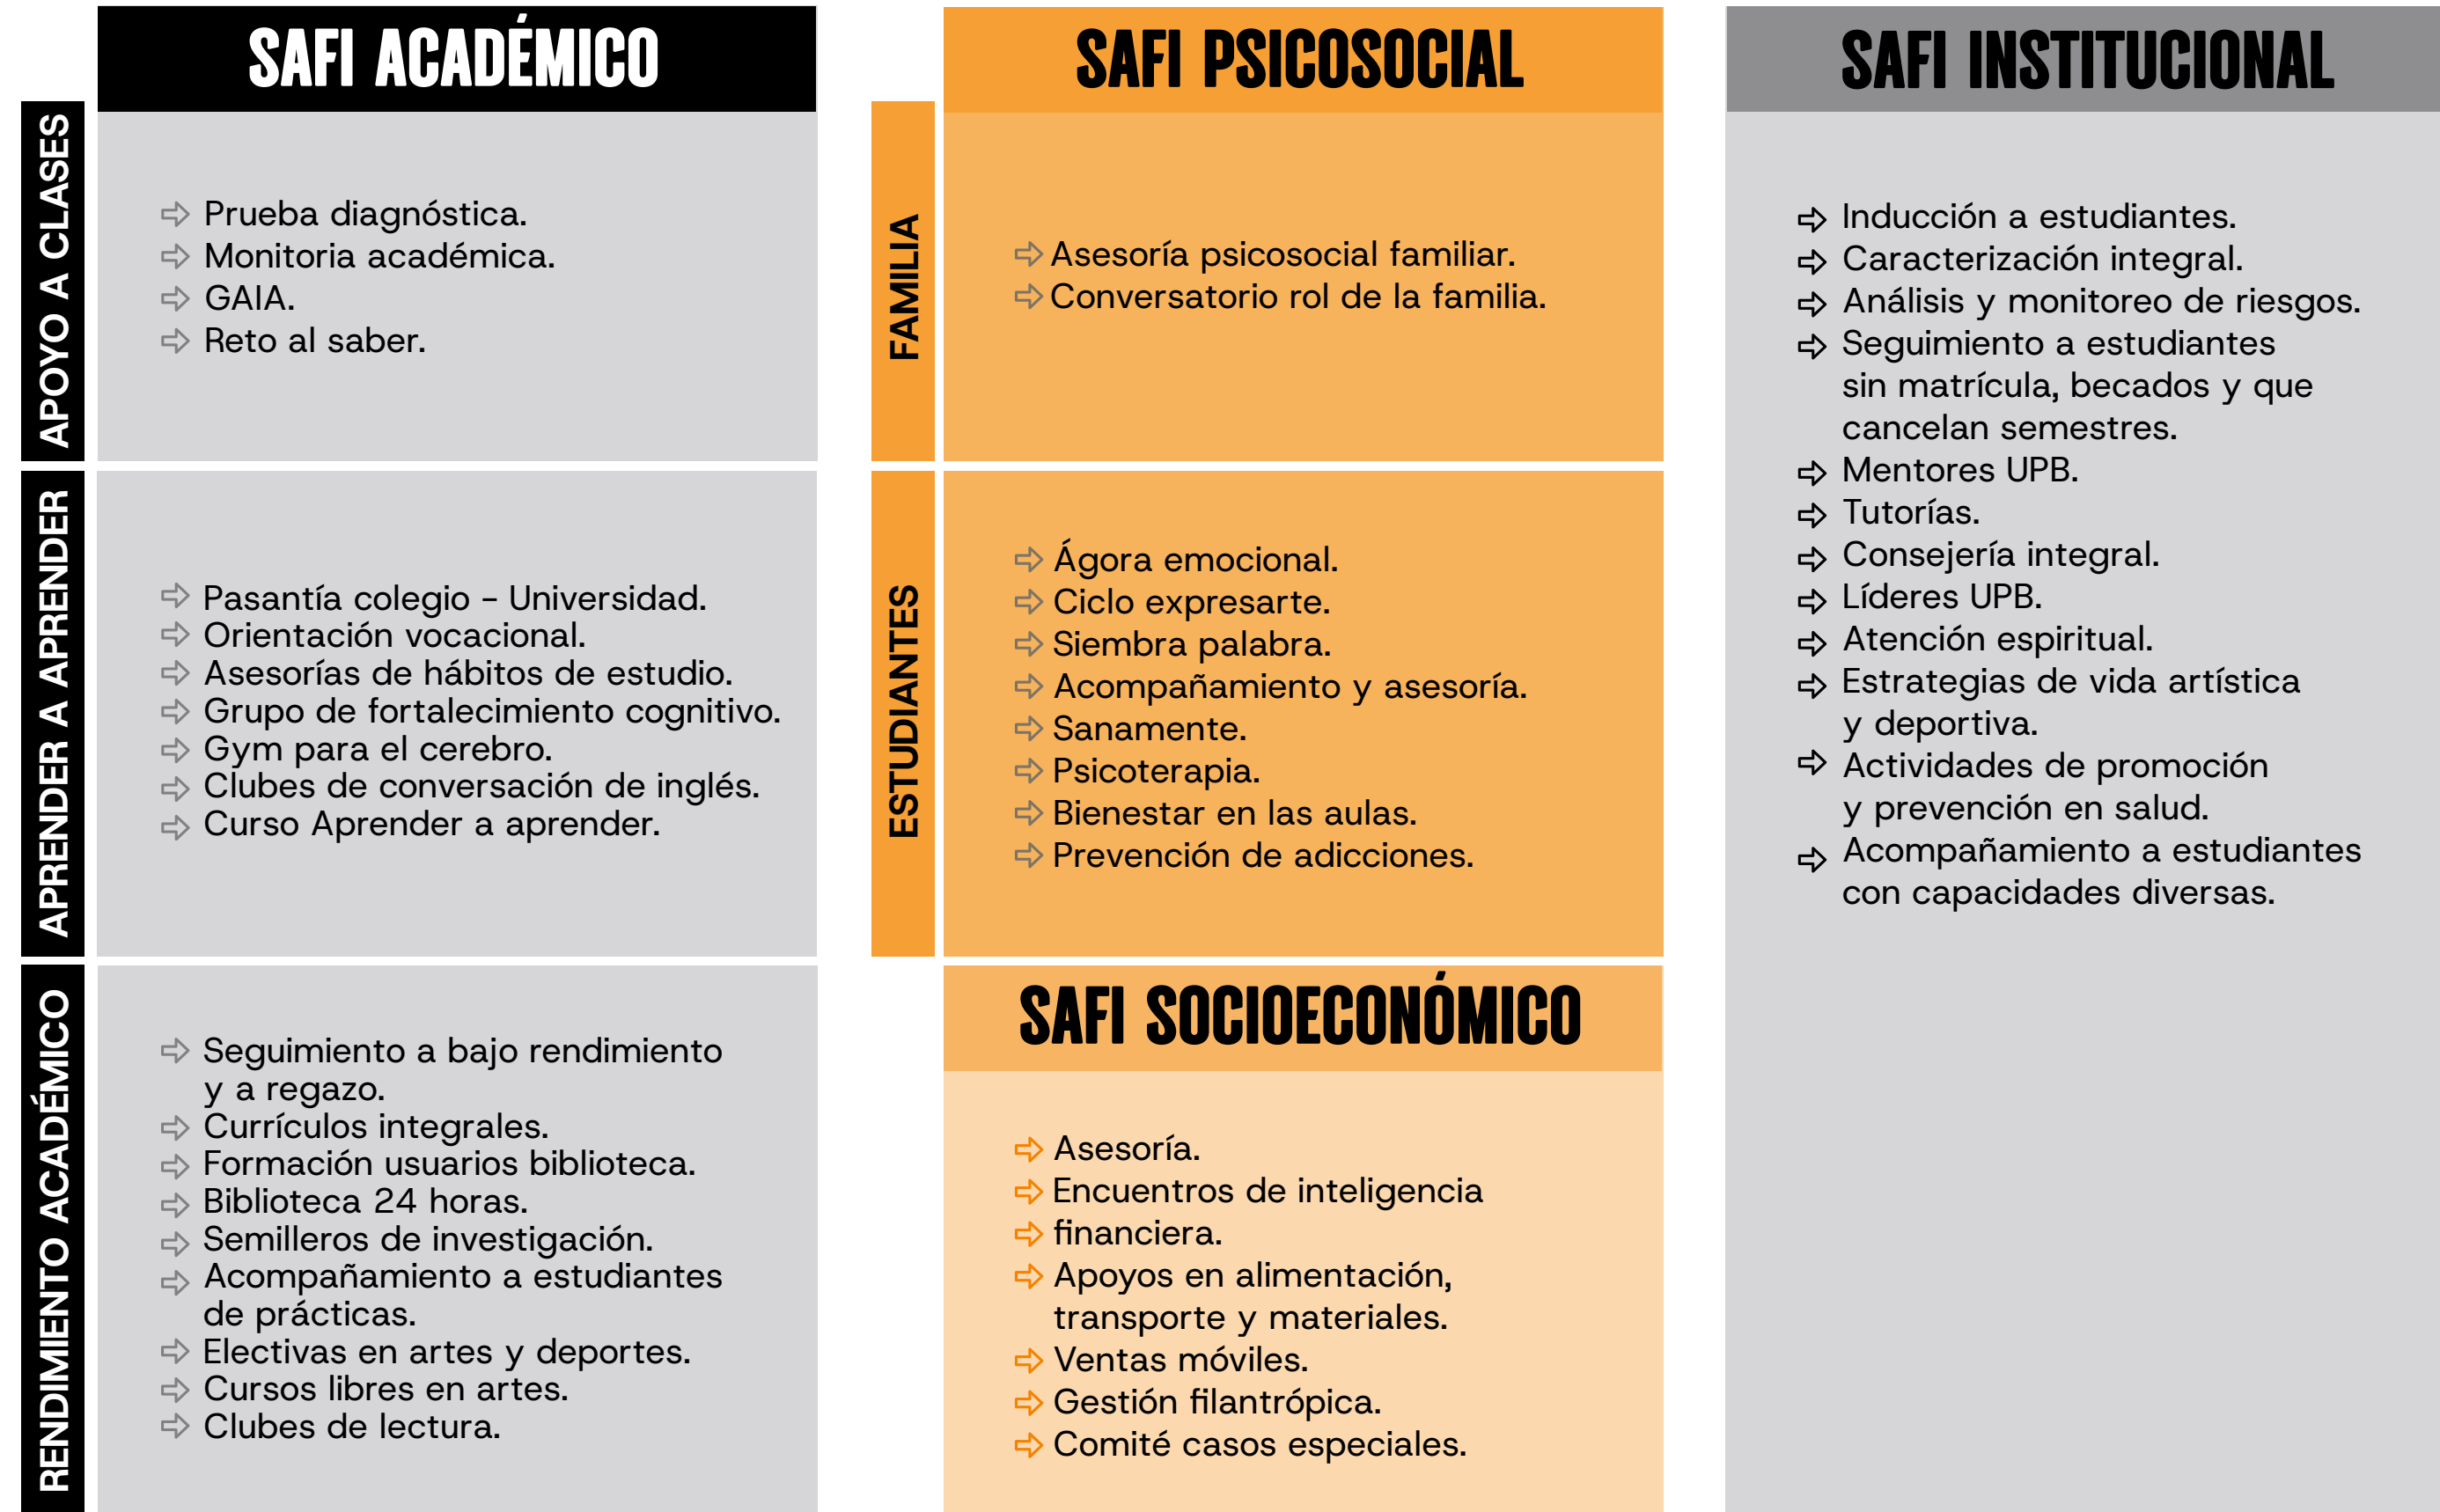 SAFI ACADÉMICO
APOYO A CLASES
Prueba diagnóstica.
Monitoria académica.
GAIA.
Reto al saber.
APRENDER A APRENDER
Pasantía colegio - Universidad.
Orientación vocacional.
Asesorías de hábitos de estudio.
Grupo de fortalecimiento cognitivo.
Gym para el cerebro.
Clubes de conversación de inglés.
Curso Aprender a aprender.
RENDIMIENTO ACADÉMICO
Seguimiento a bajo rendimiento
y a regazo.
Currículos integrales.
Formación usuarios biblioteca.
Biblioteca 24 horas.
Semilleros de investigación.
Acompañamiento a estudiantes
de prácticas.
Electivas en artes y deportes.
Cursos libres en artes.
Clubes de lectura.
SAFI PSICOSOCIAL
FAMILIA
Asesoría psicosocial familiar.
Conversatorio rol de la familia.
ESTUDIANTES
Ágora emocional.
Ciclo expresarte.
Siembra palabra.
Acompañamiento y asesoría.
Sanamente.
Psicoterapia.
Bienestar en las aulas.
Prevención de adicciones.
SAFI SOCIOECONÓMICO
Asesoría.
Encuentros de inteligencia
financiera.
Apoyos en alimentación,
transporte y materiales.
Ventas móviles.
Gestión filantrópica.
Comité casos especiales.
SAFI INSTITUCIONAL
Inducción a estudiantes.
Caracterización integral.
Análisis y monitoreo de riesgos.
Seguimiento a estudiantes
sin matrícula, becados y que
cancelan semestres.
Mentores UPB.
Tutorías.
Consejería integral.
Líderes UPB.
Atención espiritual.
Estrategias de vida artística
y deportiva.
Actividades de promoción
y prevención en salud.
Acompañamiento a estudiantes
con capacidades diversas.